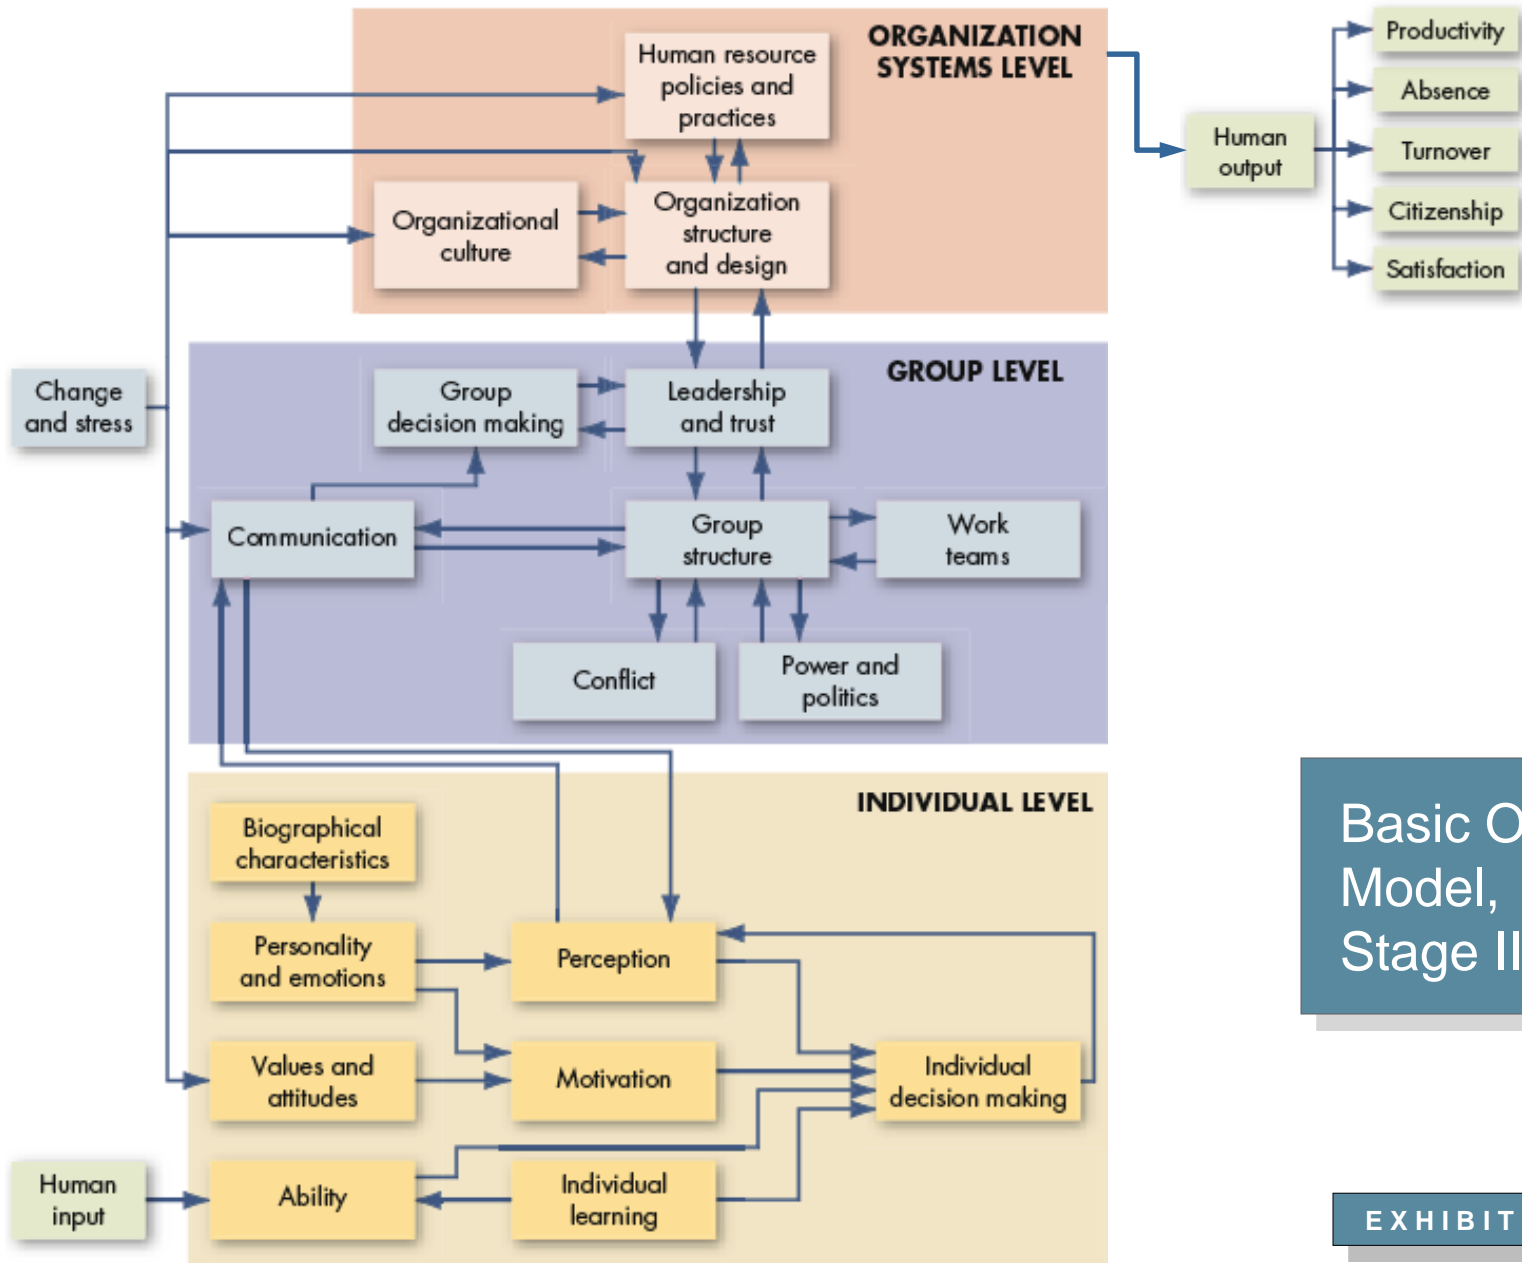 ORGANIZATION
SYSTEMS LEVEL
Human resource
policies and
practices
Organizational
culture
Organization
structure
and design
Human
output
Productivity
Absence
Turnover
Citizenship
Satisfaction
Change
and stress
GROUP LEVEL
Group
decision making
Leadership
and trust
Communication
Group
structure
Work
teams
Conflict
Power and
politics
INDIVIDUAL LEVEL
Biographical
characteristics
Personality
and emotions
Perception
Values and
attitudes
Motivation
Individual
decision making
Human
input
Ability
Individual
learning
Basic O
Model,
Stage II
EXHIBIT